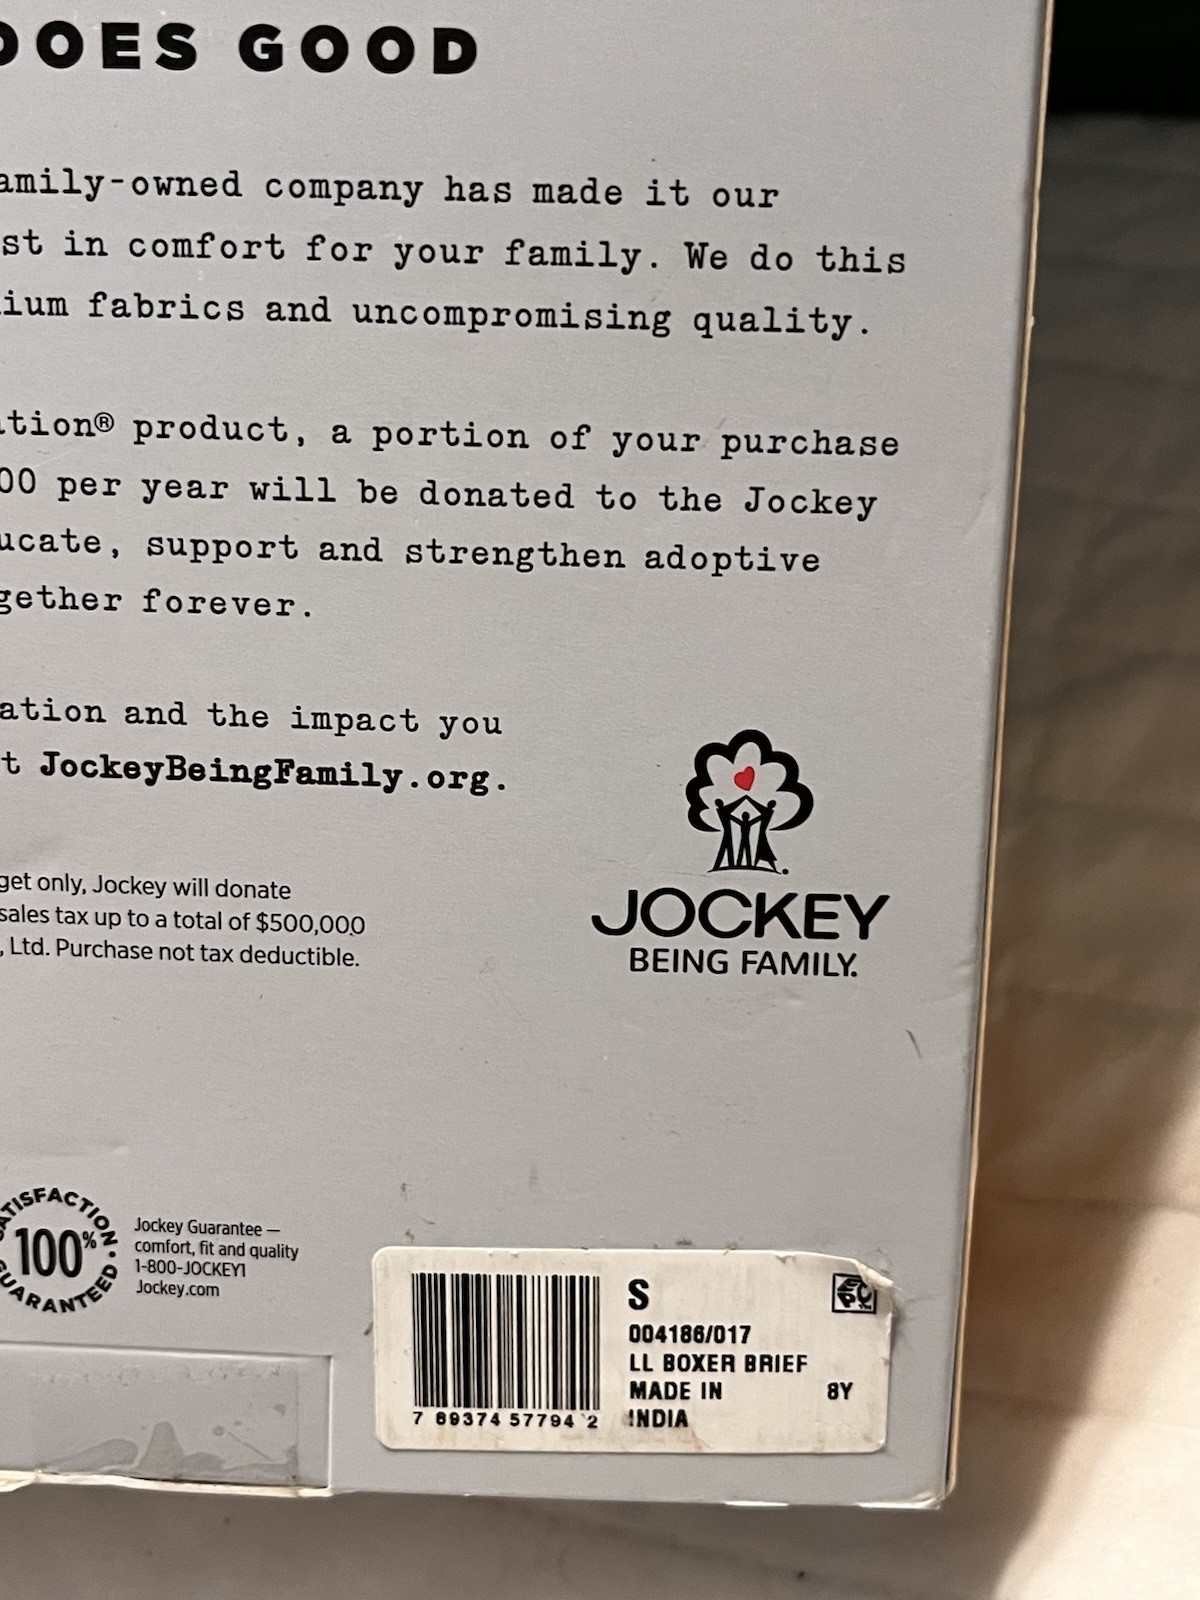 DOES GOOD
family-owned company has made it our
st in comfort for your family. We do this
ium fabrics and uncompromising quality.
ation® product, a portion of your purchase
00 per year will be donated to the Jockey
ucate, support and strengthen adoptive
gether forever.
ation and the impact you
t JockeyBeingFamily.org.
get only, Jockey will donate
sales tax up to a total of $500,000
, Ltd. Purchase not tax deductible.
JOCKEY
BEING FAMILY.
SATISFACTION
100%
GUARANTEED
Jockey Guarantee —
comfort, fit and quality
1-800-JOCKEY1
Jockey.com
S
004186/017
LL BOXER BRIEF
MADE IN 8Y
INDIA
7 89374 57794 2
EPC